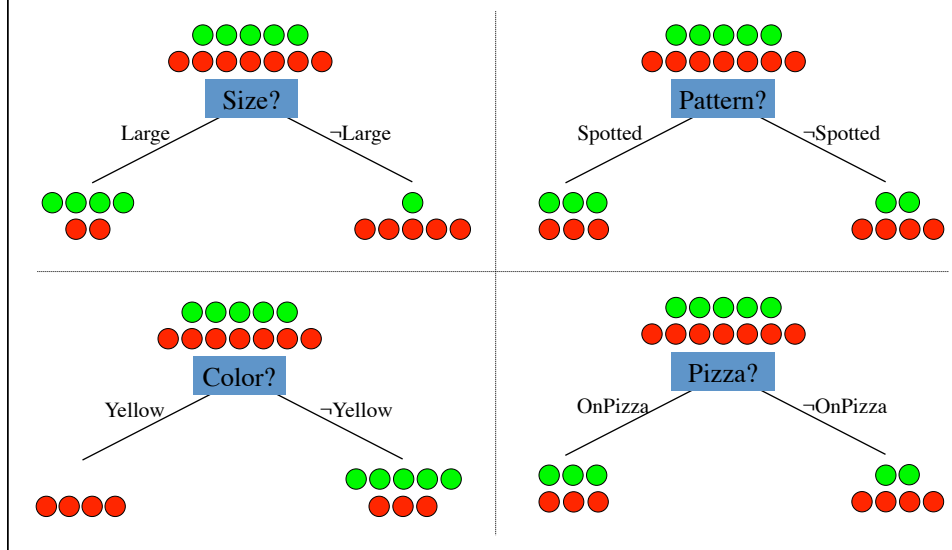 Size?
Large
¬Large
Pattern?
Spotted
¬Spotted
Color?
Yellow
¬Yellow
Pizza?
OnPizza
¬OnPizza